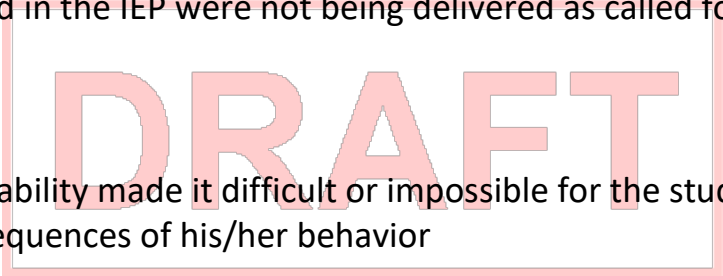 d in the IEP were not being delivered as called fo
DRAFT
ability made it difficult or impossible for the stud
equences of his/her behavior